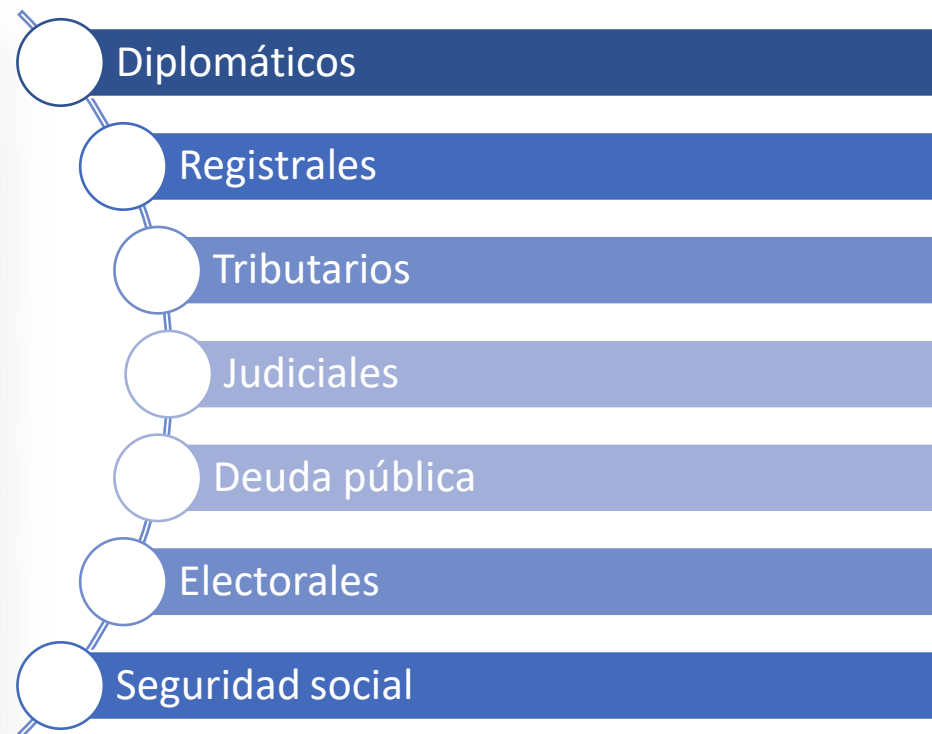 Diplomáticos
Registrales
Tributarios
Judiciales
Deuda pública
Electorales
Seguridad social